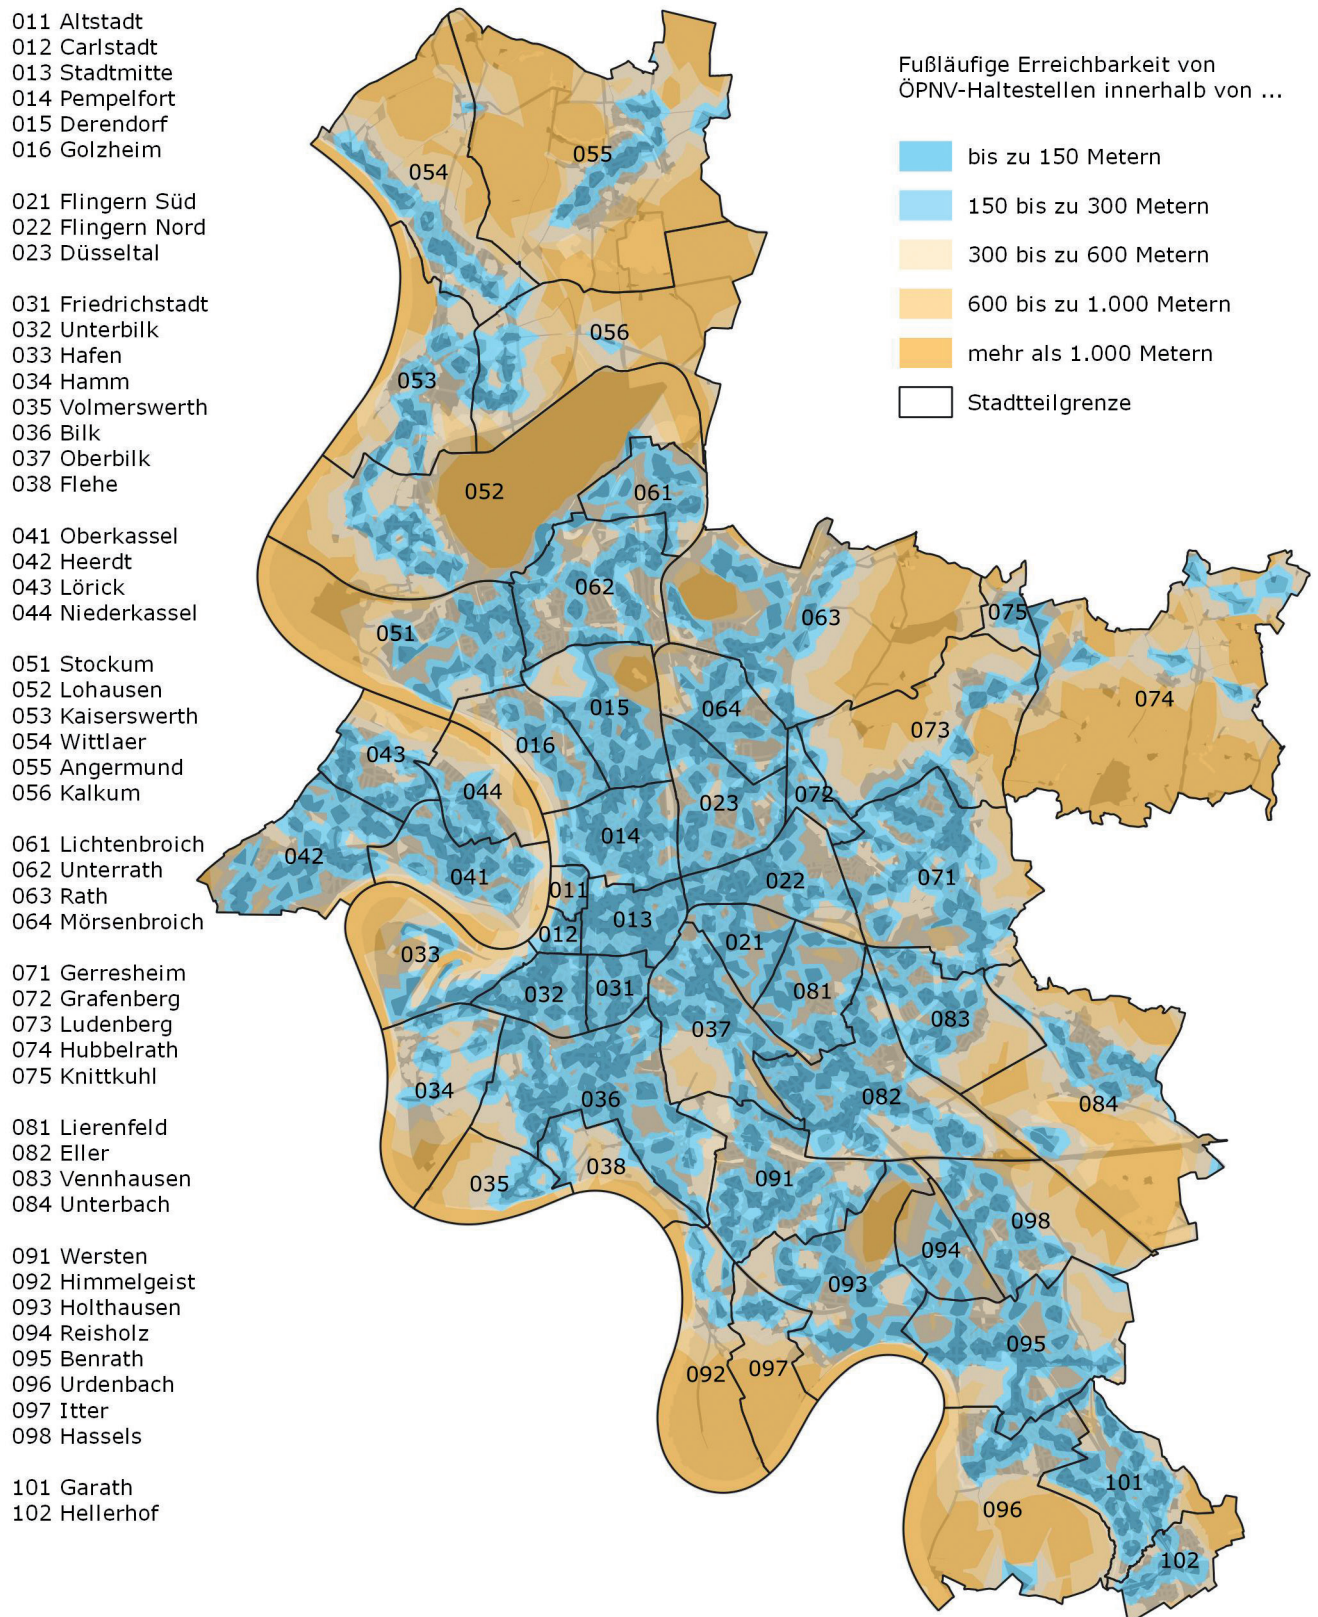 011 Altstadt
012 Carlstadt
013 Stadtmitte
014 Pempelfort
015 Derendorf
016 Golzheim
021 Flingern Süd
022 Flingern Nord
023 Düsseltal
031 Friedrichstadt
032 Unterbilk
033 Hafen
034 Hamm
035 Volmerswerth
036 Bilk
037 Oberbilk
038 Flehe
041 Oberkassel
042 Heerdt
043 Lörick
044 Niederkassel
051 Stockum
052 Lohausen
053 Kaiserswerth
054 Wittlaer
055 Angermund
056 Kalkum
061 Lichtenbroich
062 Unterrath
063 Rath
064 Mörsenbroich
071 Gerresheim
072 Grafenberg
073 Ludenberg
074 Hubbelrath
075 Knittkuhl
081 Lierenfeld
082 Eller
083 Vennhausen
084 Unterbach
091 Wersten
092 Himmelgeist
093 Holthausen
094 Reisholz
095 Benrath
096 Urdenbach
097 Itter
098 Hassels
101 Garath
102 Hellerhof
Fußläufige Erreichbarkeit von
ÖPNV-Haltestellen innerhalb von ...
bis zu 150 Metern
150 bis zu 300 Metern
300 bis zu 600 Metern
600 bis zu 1.000 Metern
mehr als 1.000 Metern
Stadtteilgrenze
055
054
056
053
052
061
062
075
063
051
074
015
064
073
016
043
044
072
023
014
042
041
071
022
011
013
012
021
033
032
031
081
083
037
034
036
082
084
038
035
091
098
094
093
095
092
097
101
096
102